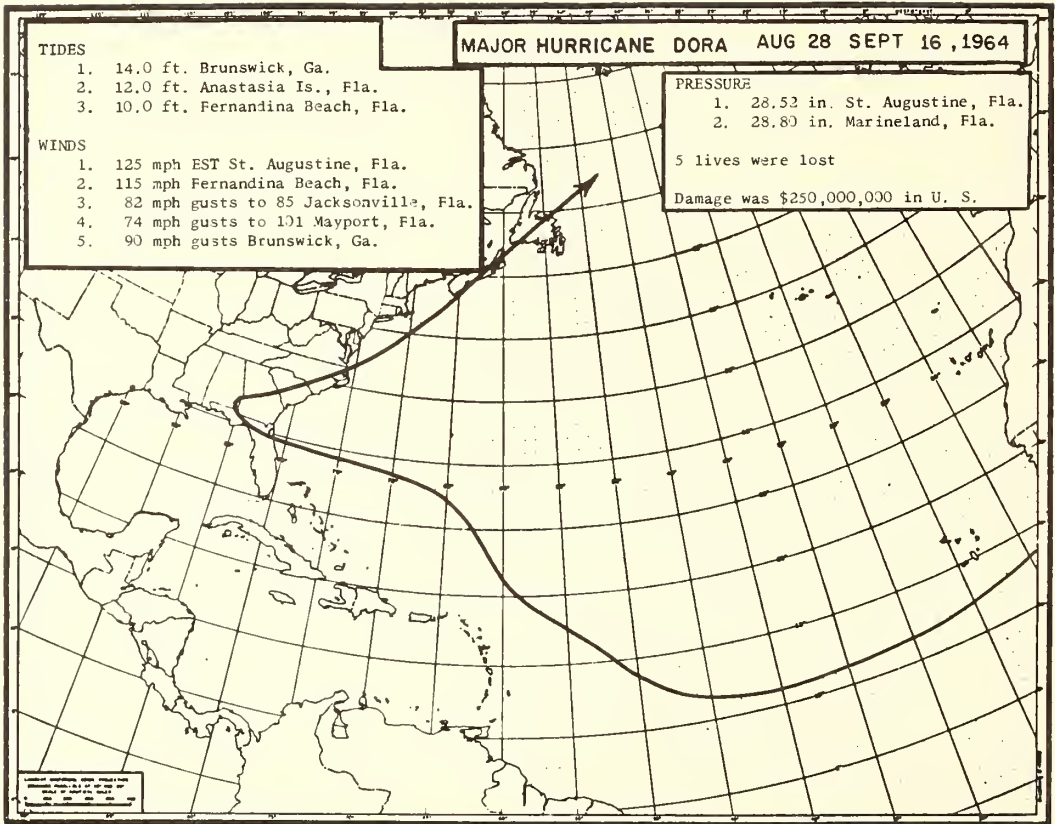 MAJOR HURRICANE DORA AUG 28 SEPT 16, 1964
TIDES
1. 14.0 ft. Brunswick, Ga.
2. 12.0 ft. Anastasia Is., Fla.
3. 10.0 ft. Fernandina Beach, Fla.
WINDS
1. 125 mph EST St. Augustine, Fla.
2. 115 mph Fernandina Beach, Fla.
3. 82 mph gusts to 85 Jacksonville, Fla.
4. 74 mph gusts to 101 Mayport, Fla.
5. 90 mph gusts Brunswick, Ga.
PRESSURE
1. 28.52 in. St. Augustine, Fla.
2. 28.80 in. Marineland, Fla.
5 lives were lost
Damage was $250,000,000 in U. S.